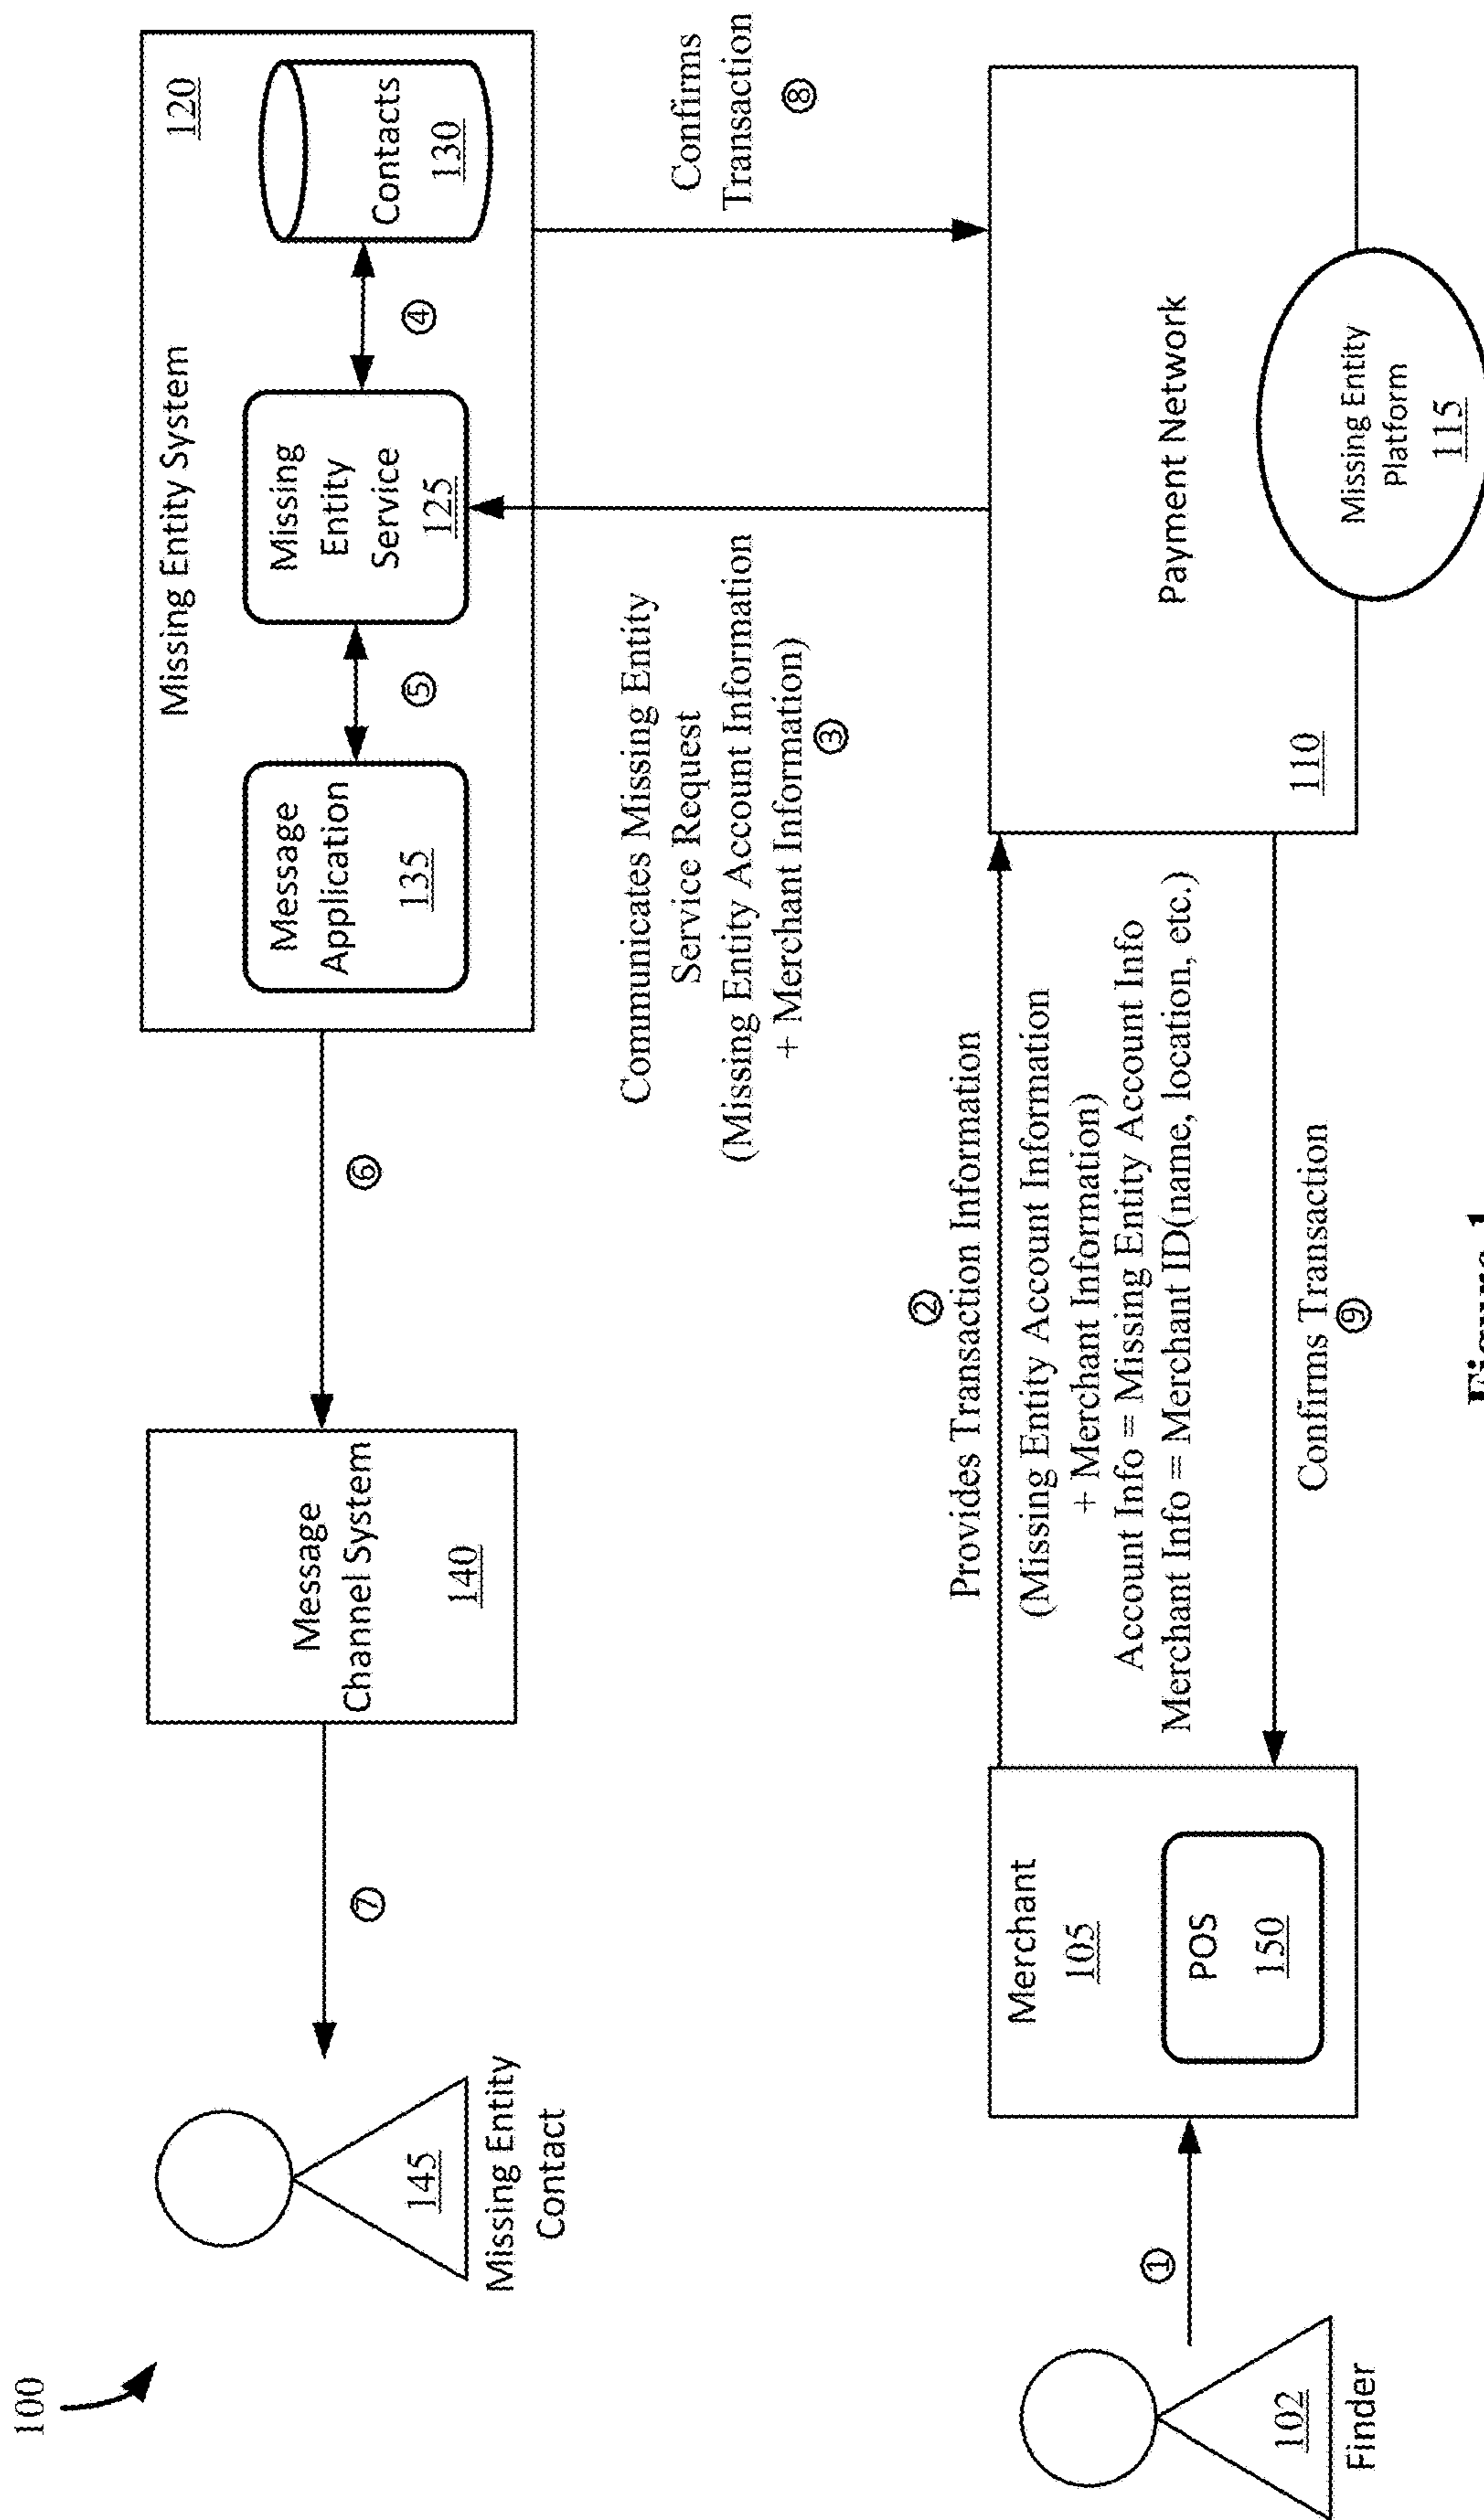 100
Missing Entity System
120
Message
Application
135
⑤
Missing
Entity
Service
125
④
Contacts
130
⑥
Message
Channel System
140
⑦
145
Missing Entity
Contact
Communicates Missing Entity
Service Request
(Missing Entity Account Information
+ Merchant Information)
③
Confirms
Transaction
⑧
102
Finder
①
Merchant
105
POS
150
②
Provides Transaction Information
(Missing Entity Account Information
+ Merchant Information)
Account Info = Missing Entity Account Info
Merchant Info = Merchant ID(name, location, etc.)
Confirms Transaction
⑨
110
Payment Network
Missing Entity
Platform
115